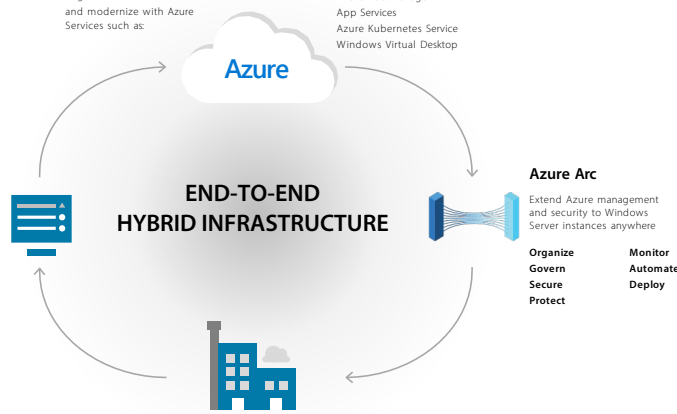 and modernize with Azure
Services such as:
App Services
Azure Kubernetes Service
Windows Virtual Desktop
Azure
END-TO-END
HYBRID INFRASTRUCTURE
Azure Arc
Extend Azure management
and security to Windows
Server instances anywhere
Organize
Govern
Secure
Protect
Monitor
Automate
Deploy